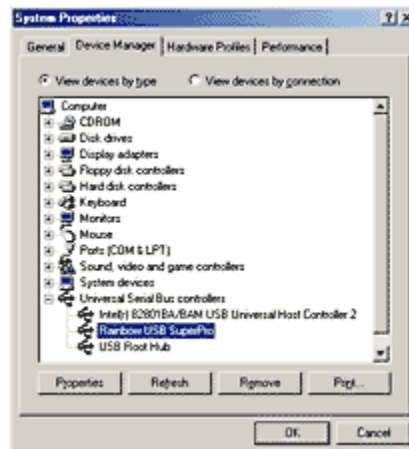 System Properties
General Device Manager Hardware Profiles Performance
View devices by type View devices by connection
Computer
CDROM
Disk drives
Display adapters
Floppy disk controllers
Hard disk controllers
Keyboard
Monitors
Mouse
Ports (COM & LPT)
Sound, video and game controllers
System devices
Universal Serial Bus controllers
Intel(r) 82801BA/BAM USB Universal Host Controller 2
Rainbow USB SuperPro
USB Root Hub
Properties Refresh Remove Print...
OK Cancel